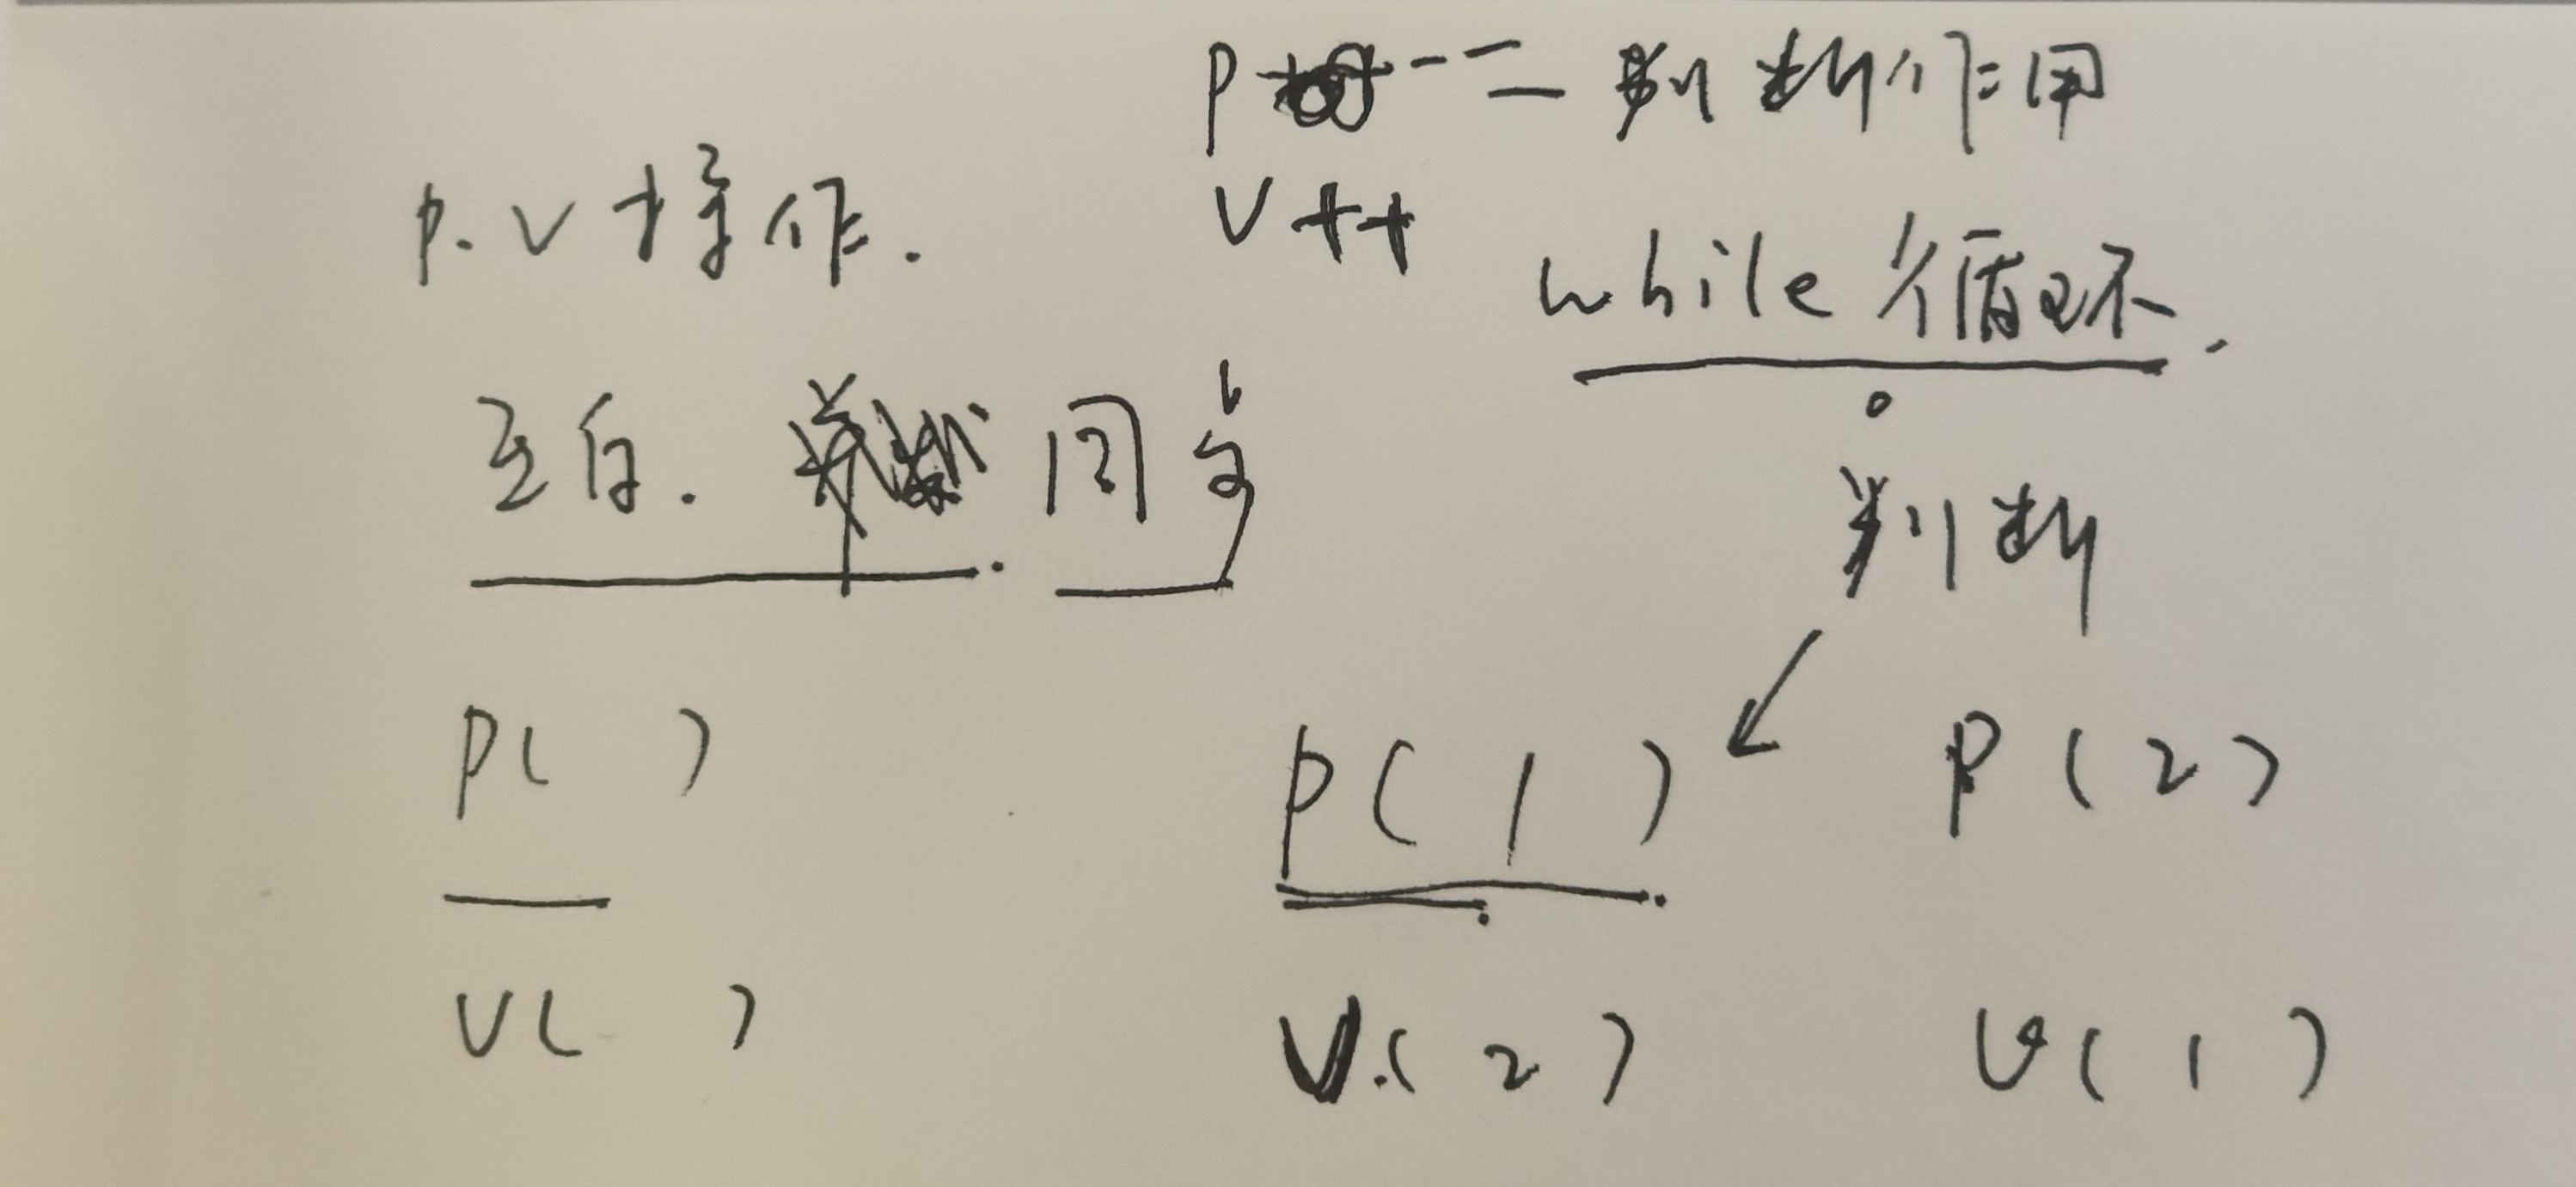 P -- 判断作用
P.V操作.
V ++
while 循环.
互斥. 同步
判断
P( )
P( 1 )
P( 2 )
V( )
V.( 2 )
V( 1 )